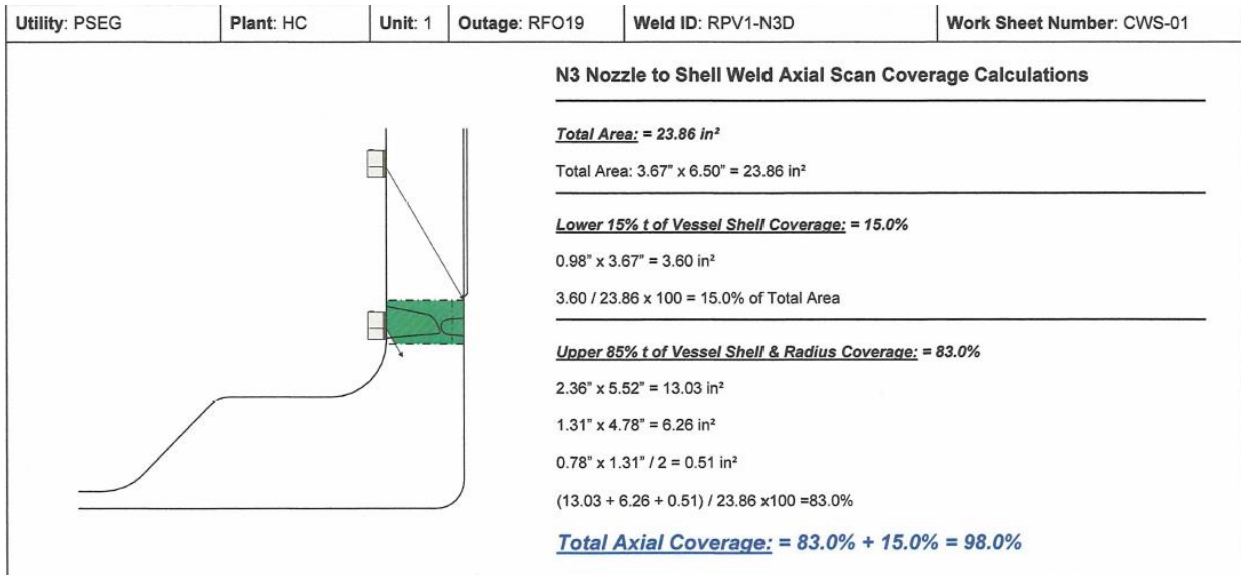 Utility: PSEG Plant: HC Unit: 1 Outage: RFO19 Weld ID: RPV1-N3D Work Sheet Number: CWS-01
N3 Nozzle to Shell Weld Axial Scan Coverage Calculations
Total Area: = 23.86 in²
Total Area: 3.67" x 6.50" = 23.86 in²
Lower 15% t of Vessel Shell Coverage: = 15.0%
0.98" x 3.67" = 3.60 in²
3.60 / 23.86 x 100 = 15.0% of Total Area
Upper 85% t of Vessel Shell & Radius Coverage: = 83.0%
2.36" x 5.52" = 13.03 in²
1.31" x 4.78" = 6.26 in²
0.78" x 1.31" / 2 = 0.51 in²
(13.03 + 6.26 + 0.51) / 23.86 x100 =83.0%
Total Axial Coverage: = 83.0% + 15.0% = 98.0%